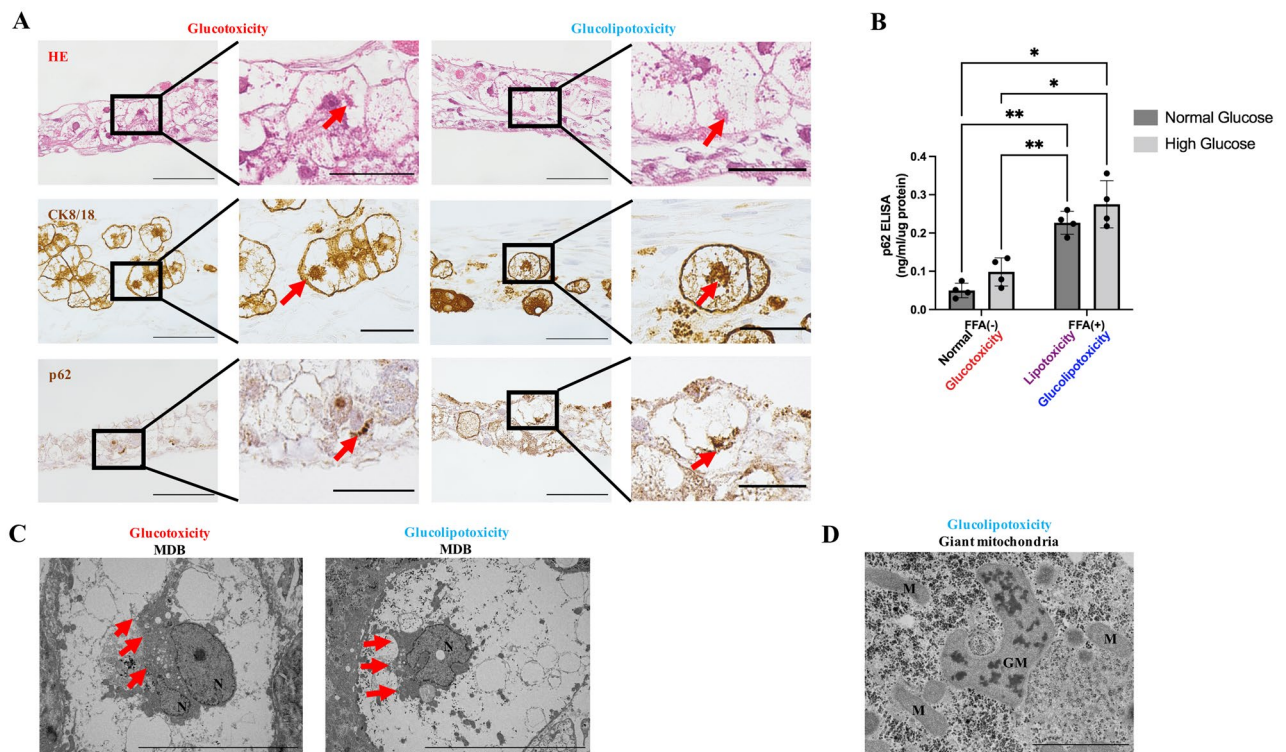 A
Glucotoxicity
Glucolipotoxicity
HE
CK8/18
p62
B
*
*
**
**
Normal Glucose
High Glucose
p62 ELISA
(ng/ml/ug protein)
0.4
0.3
0.2
0.1
0.0
FFA(-)
FFA(+)
Normal
Glucotoxicity
Lipotoxicity
Glucolipotoxicity
C
Glucotoxicity
MDB
N
N
Glucolipotoxicity
MDB
N
D
Glucolipotoxicity
Giant mitochondria
M
M
GM
M